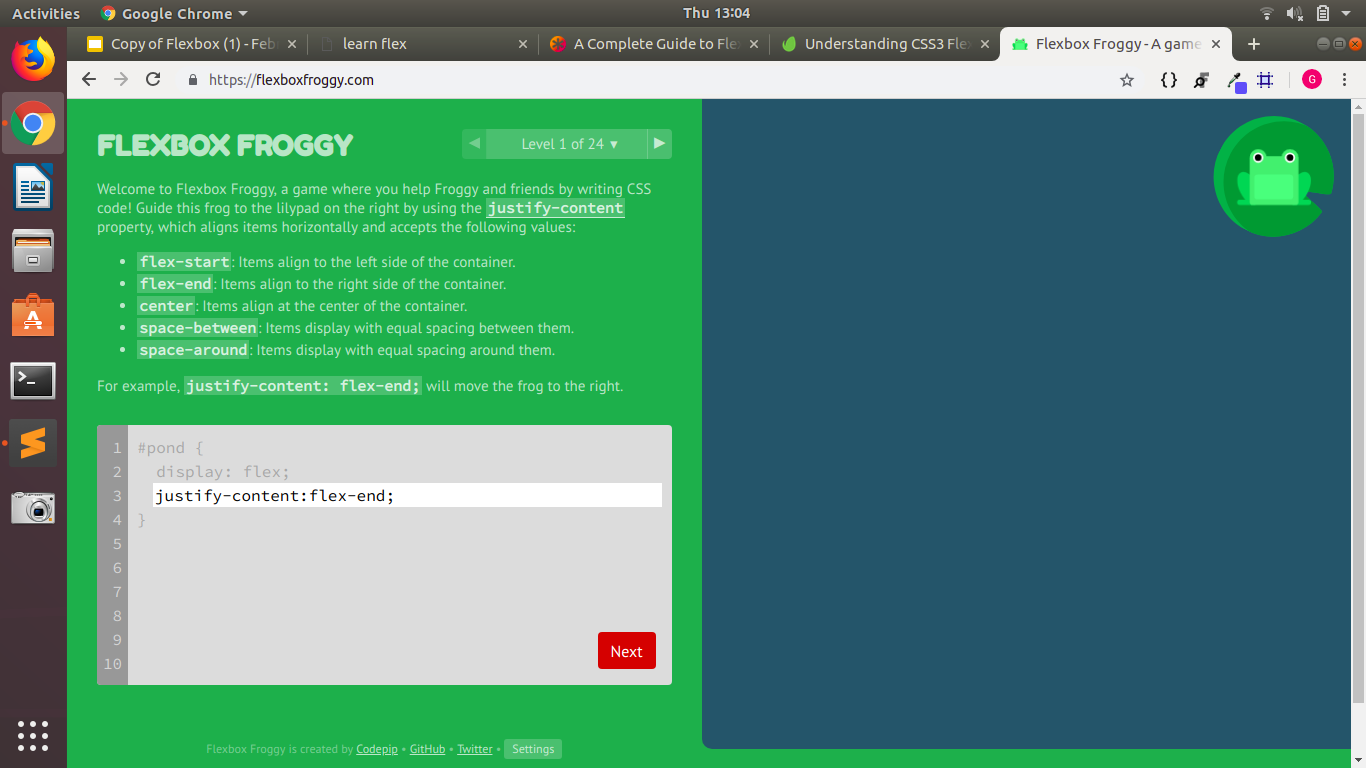 Activities Google Chrome Thu 13:04
Copy of Flexbox (1) - Feb learn flex A Complete Guide to Fle Understanding CSS3 Fle Flexbox Froggy - A game
https://flexboxfroggy.com G
FLEXBOX FROGGY
Level 1 of 24 ▾
Welcome to Flexbox Froggy, a game where you help Froggy and friends by writing CSS
code! Guide this frog to the lilypad on the right by using the justify-content
property, which aligns items horizontally and accepts the following values:
• flex-start: Items align to the left side of the container.
• flex-end: Items align to the right side of the container.
• center: Items align at the center of the container.
• space-between: Items display with equal spacing between them.
• space-around: Items display with equal spacing around them.
For example, justify-content: flex-end; will move the frog to the right.
1 #pond {
2 display: flex;
3 justify-content:flex-end;
4 }
5
6
7
8
9
10
Next
Flexbox Froggy is created by Codepip • GitHub • Twitter • Settings